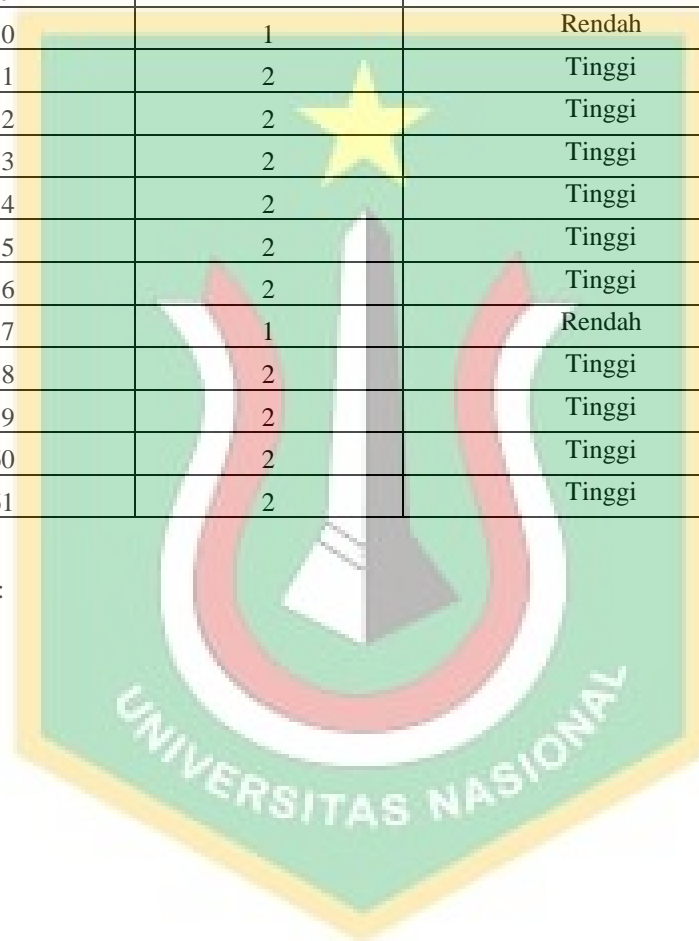 0 1 Rendah
1 2 Tinggi
2 2 Tinggi
3 2 Tinggi
4 2 Tinggi
5 2 Tinggi
6 2 Tinggi
7 1 Rendah
8 2 Tinggi
9 2 Tinggi
0 2 Tinggi
1 2 Tinggi
:
UNIVERSITAS NASIONAL